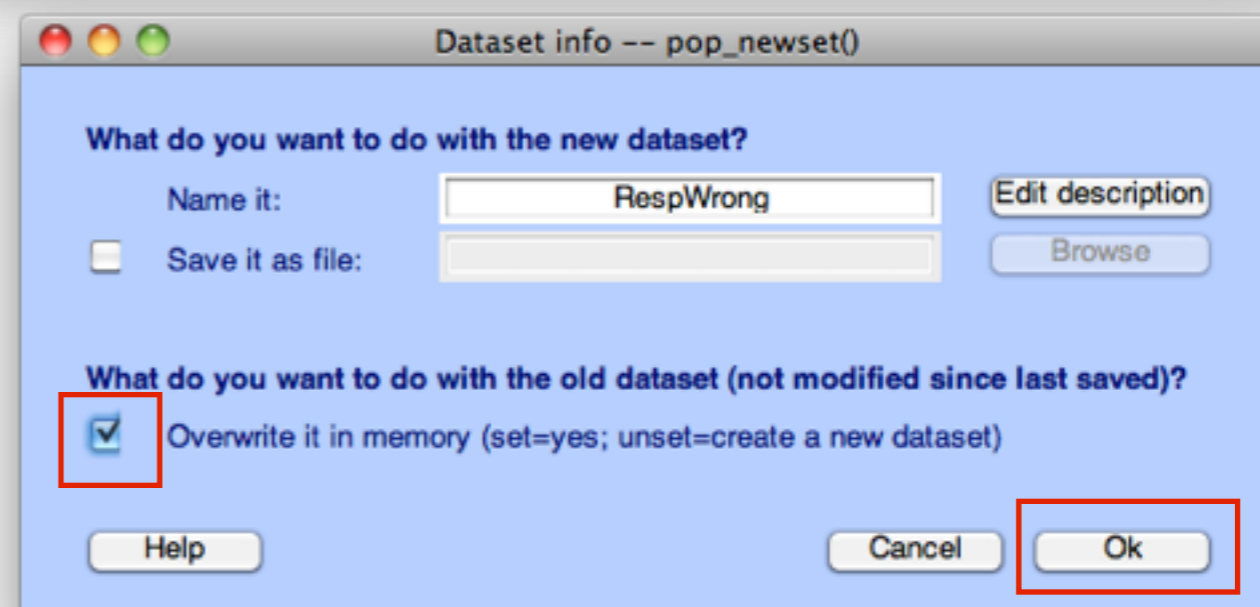 Dataset info -- pop_newset()
What do you want to do with the new dataset?
Name it: RespWrong Edit description
Save it as file: Browse
What do you want to do with the old dataset (not modified since last saved)?
Overwrite it in memory (set=yes; unset=create a new dataset)
Help Cancel Ok